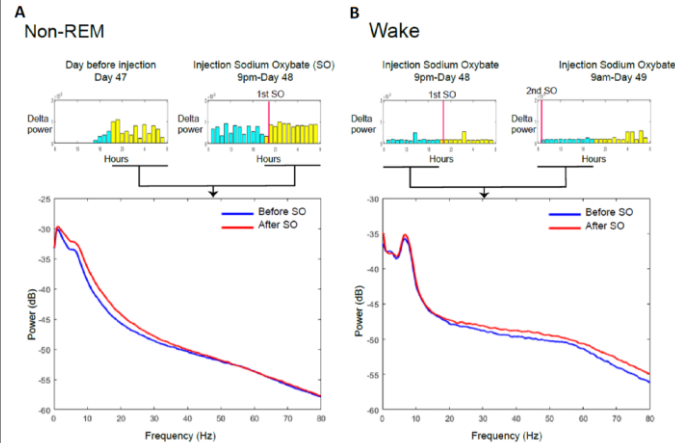 A
Non-REM
Day before injection
Day 47
Injection Sodium Oxybate (SO)
9pm-Day 48
1st SO
Delta
power
Delta
power
Hours
Hours
Before SO
After SO
-25
-30
-35
-40
-45
-50
-55
-60
Power (dB)
0 10 20 30 40 50 60 70 80
Frequency (Hz)
B
Wake
Injection Sodium Oxybate
9pm-Day 48
Injection Sodium Oxybate
9am-Day 49
1st SO
2nd SO
Delta
power
Delta
power
Hours
Hours
Before SO
After SO
-30
-35
-40
-45
-50
-55
-60
Power (dB)
0 10 20 30 40 50 60 70 80
Frequency (Hz)